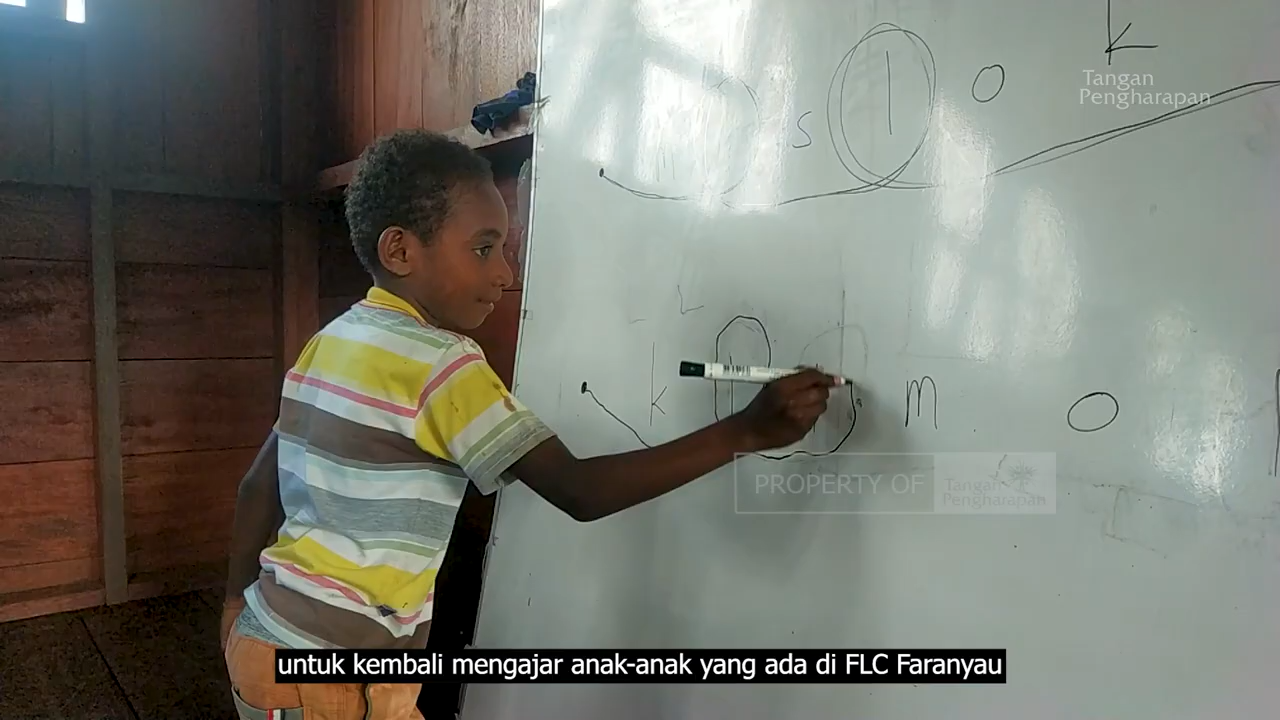 k
Tangan
Pengharapan
s l o
k m o
PROPERTY OF Tangan
Pengharapan
untuk kembali mengajar anak-anak yang ada di FLC Faranyau